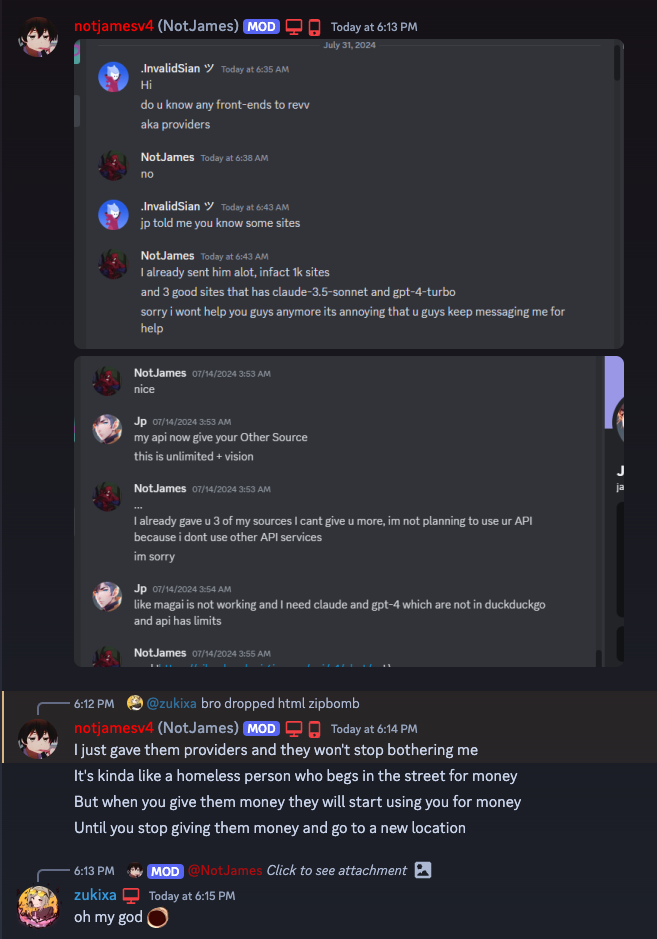 notjamesv4 (NotJames) MOD Today at 6:13 PM
July 31, 2024
.InvalidSian ツ Today at 6:35 AM
Hi
do u know any front-ends to revv
aka providers
NotJames Today at 6:38 AM
no
.InvalidSian ツ Today at 6:43 AM
jp told me you know some sites
NotJames Today at 6:43 AM
I already sent him alot, infact 1k sites
and 3 good sites that has claude-3.5-sonnet and gpt-4-turbo
sorry i wont help you guys anymore its annoying that u guys keep messaging me for
help
NotJames 07/14/2024 3:53 AM
nice
Jp 07/14/2024 3:53 AM
my api now give your Other Source
this is unlimited + vision
NotJames 07/14/2024 3:53 AM
...
I already gave u 3 of my sources I cant give u more, im not planning to use ur API
because i dont use other API services
im sorry
Jp 07/14/2024 3:54 AM
like magai is not working and I need claude and gpt-4 which are not in duckduckgo
and api has limits
NotJames 07/14/2024 3:55 AM
J
ja
6:12 PM @zukixa bro dropped html zipbomb
notjamesv4 (NotJames) MOD Today at 6:14 PM
I just gave them providers and they won't stop bothering me
It's kinda like a homeless person who begs in the street for money
But when you give them money they will start using you for money
Until you stop giving them money and go to a new location
6:13 PM MOD @NotJames Click to see attachment
zukixa Today at 6:15 PM
oh my god